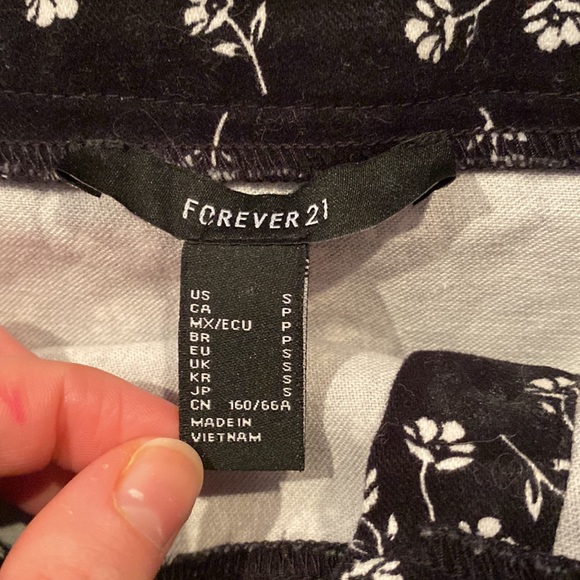 FOREVER 21
US S
CA P
MX/ECU P
BR P
EU S
UK S
KR S
JP S
CN 160/66A
MADE IN
VIETNAM